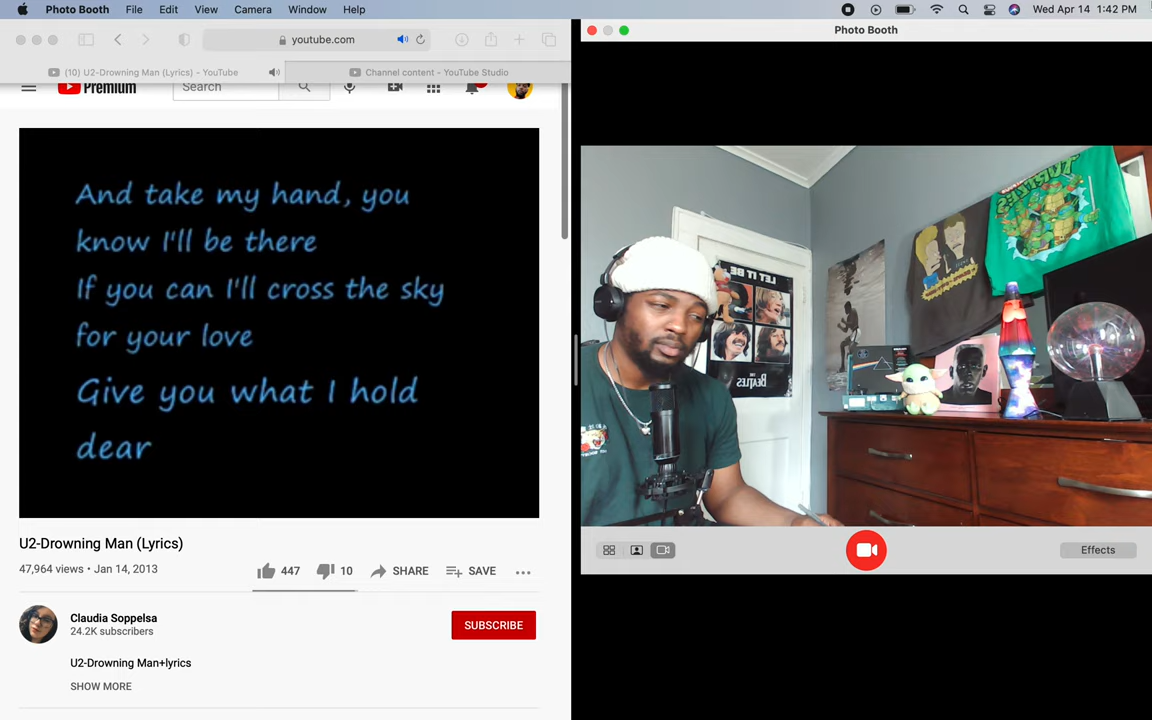 Photo Booth File Edit View Camera Window Help Wed Apr 14 1:42 PM
youtube.com
(10) U2-Drowning Man (Lyrics) - YouTube
Channel content - YouTube Studio
Premium
Search
And take my hand, you
know I'll be there
If you can I'll cross the sky
for your love
Give you what I hold
dear
U2-Drowning Man (Lyrics)
47,964 views • Jan 14, 2013
447 10 SHARE SAVE
Claudia Soppelsa
24.2K subscribers
SUBSCRIBE
U2-Drowning Man+lyrics
SHOW MORE
Photo Booth
LET IT BE
BEATLES
TURTLES
Effects